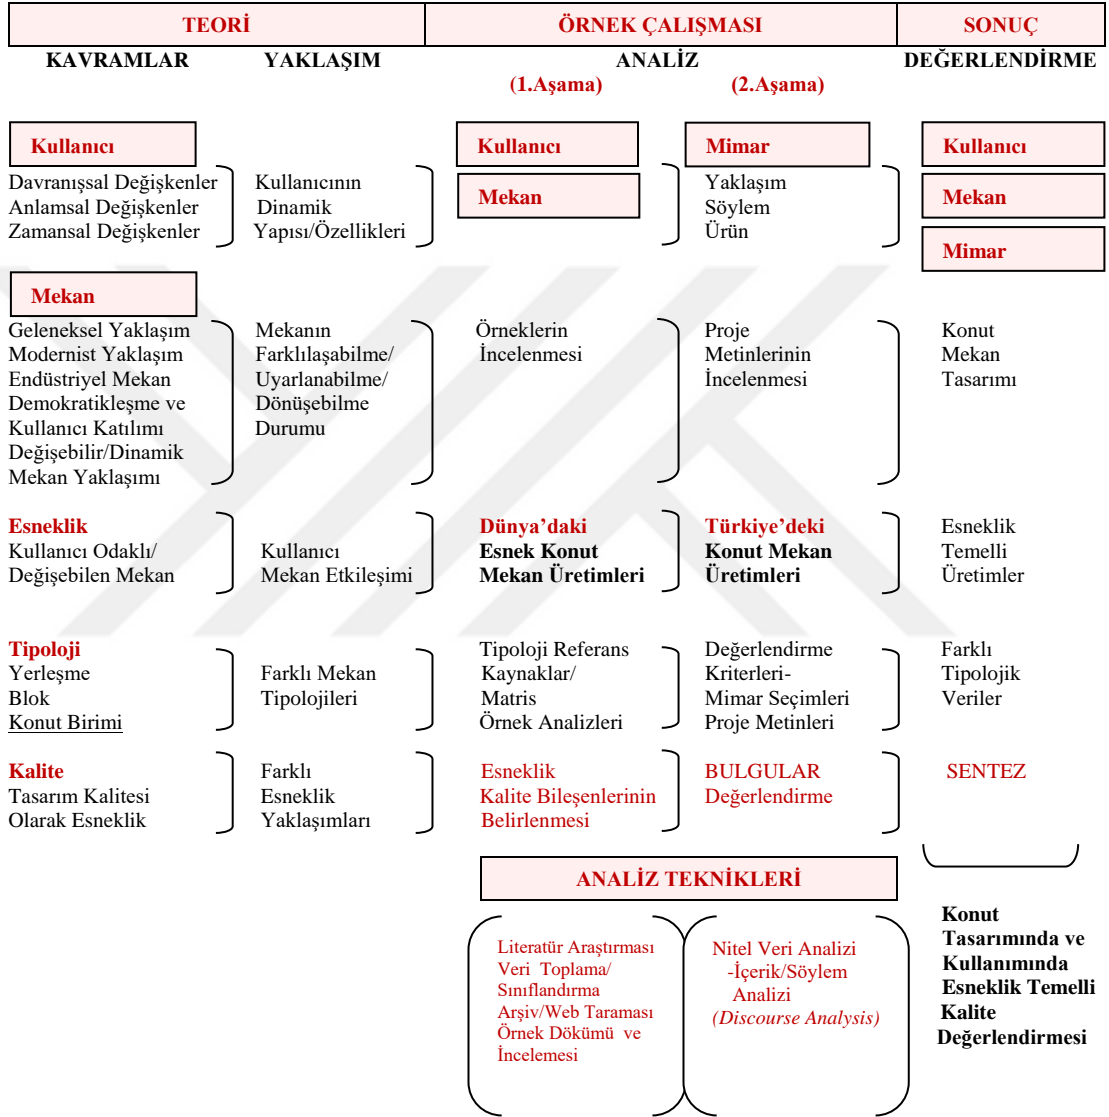 TEORİ
ÖRNEK ÇALIŞMASI
SONUÇ
KAVRAMLAR
YAKLAŞIM
ANALİZ
DEĞERLENDİRME
(1.Aşama)
(2.Aşama)
Kullanıcı
Davranışsal Değişkenler
Anlamsal Değişkenler
Zamansal Değişkenler
Kullanıcının
Dinamik
Yapısı/Özellikleri
Kullanıcı
Mekan
Mimar
Yaklaşım
Söylem
Ürün
Kullanıcı
Mekan
Mimar
Mekan
Geleneksel Yaklaşım
Modernist Yaklaşım
Endüstriyel Mekan
Demokratikleşme ve
Kullanıcı Katılımı
Değişebilir/Dinamik
Mekan Yaklaşımı
Mekanın
Farklılaşabilme/
Uyarlanabilme/
Dönüşebilme
Durumu
Örneklerin
İncelenmesi
Proje
Metinlerinin
İncelenmesi
Konut
Mekan
Tasarımı
Esneklik
Kullanıcı Odaklı/
Değişebilen Mekan
Kullanıcı
Mekan Etkileşimi
Dünya’daki
Esnek Konut
Mekan Üretimleri
Türkiye’deki
Konut Mekan
Üretimleri
Esneklik
Temelli
Üretimler
Tipoloji
Yerleşme
Blok
Konut Birimi
Farklı Mekan
Tipolojileri
Tipoloji Referans
Kaynaklar/
Matris
Örnek Analizleri
Değerlendirme
Kriterleri-
Mimar Seçimleri
Proje Metinleri
Farklı
Tipolojik
Veriler
Kalite
Tasarım Kalitesi
Olarak Esneklik
Farklı
Esneklik
Yaklaşımları
Esneklik
Kalite Bileşenlerinin
Belirlenmesi
BULGULAR
Değerlendirme
SENTEZ
ANALİZ TEKNİKLERİ
Literatür Araştırması
Veri Toplama/
Sınıflandırma
Arşiv/Web Taraması
Örnek Dökümü ve
İncelemesi
Nitel Veri Analizi
-İçerik/Söylem
Analizi
(Discourse Analysis)
Konut
Tasarımında ve
Kullanımında
Esneklik Temelli
Kalite
Değerlendirmesi